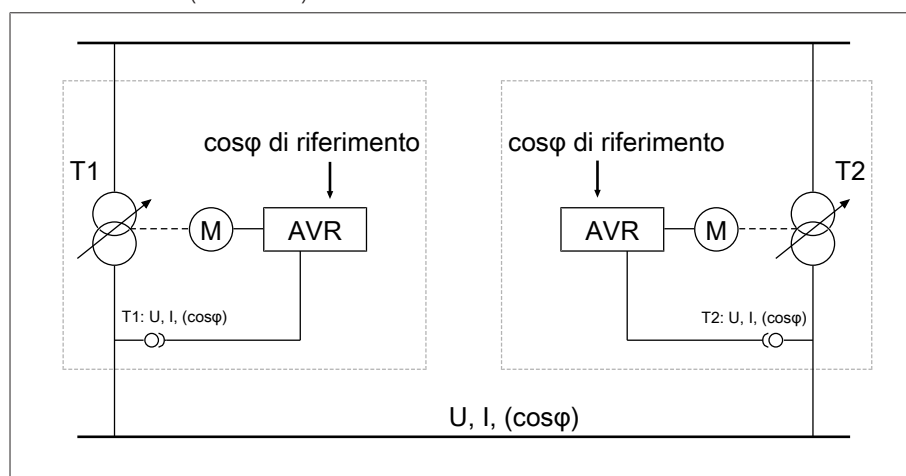 cosφ di riferimento
cosφ di riferimento
T1
T2
M
AVR
AVR
M
T1: U, I, (cosφ)
T2: U, I, (cosφ)
U, I, (cosφ)